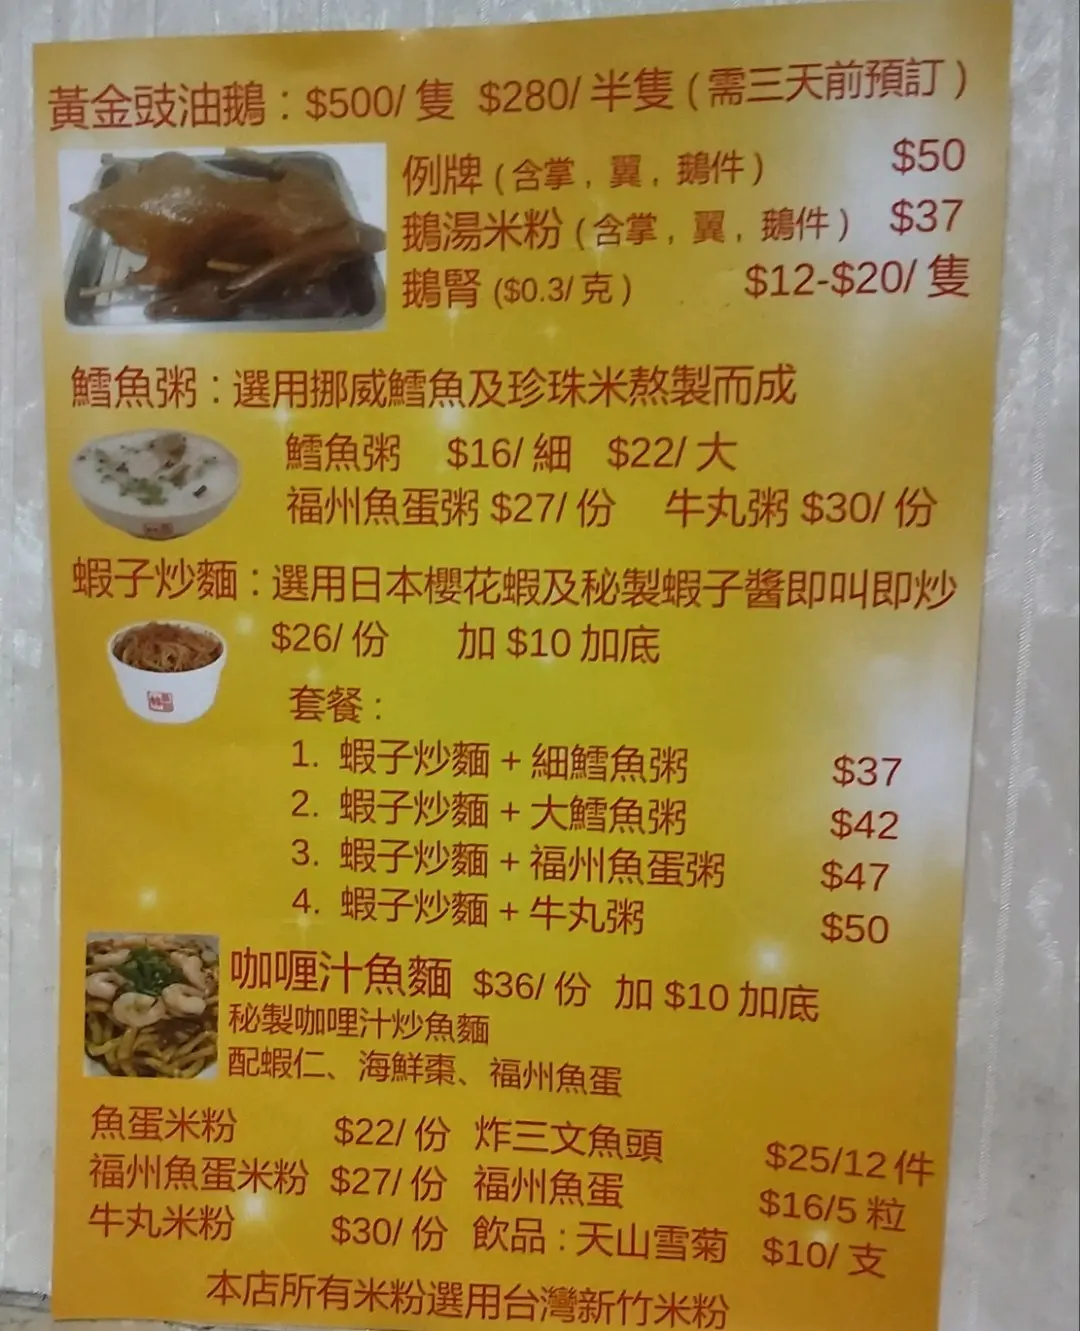 黃金豉油鵝：$500/ 隻 $280/ 半隻 ( 需三天前預訂 )
例牌 ( 含掌 , 翼 , 鵝件 ) $50
鵝湯米粉 ( 含掌 , 翼 , 鵝件 ) $37
鵝腎 ($0.3/ 克 ) $12-$20/ 隻
鱈魚粥 : 選用挪威鱈魚及珍珠米熬製而成
鱈魚粥 $16/ 細 $22/ 大
福州魚蛋粥 $27/ 份 牛丸粥 $30/ 份
蝦子炒麵 : 選用日本櫻花蝦及秘製蝦子醬即叫即炒
$26/ 份 加 $10 加底
套餐 :
1. 蝦子炒麵 + 細鱈魚粥 $37
2. 蝦子炒麵 + 大鱈魚粥 $42
3. 蝦子炒麵 + 福州魚蛋粥 $47
4. 蝦子炒麵 + 牛丸粥 $50
咖喱汁魚麵 $36/ 份 加 $10 加底
秘製咖哩汁炒魚麵
配蝦仁、海鮮棗、福州魚蛋
魚蛋米粉 $22/ 份 炸三文魚頭 $25/12 件
福州魚蛋米粉 $27/ 份 福州魚蛋 $16/5 粒
牛丸米粉 $30/ 份 飲品 : 天山雪菊 $10/ 支
本店所有米粉選用台灣新竹米粉